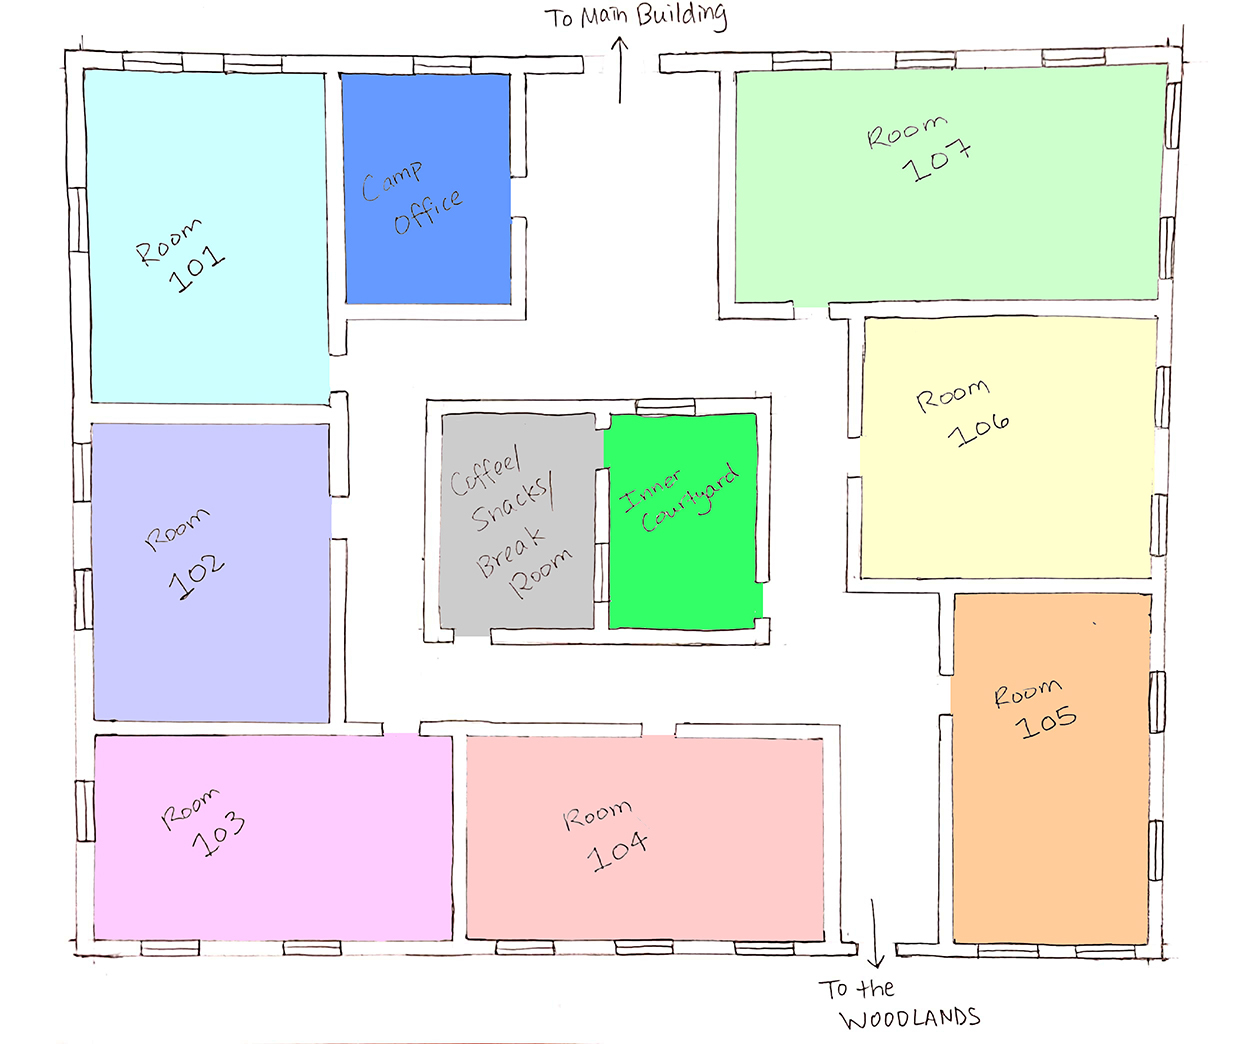 To Main Building
Room
107
Camp
Office
Room
101
Room
106
Coffee/
Snacks/
Break
Room
Inner
Courtyard
Room
102
Room
105
Room
103
Room
104
To the
WOODLANDS